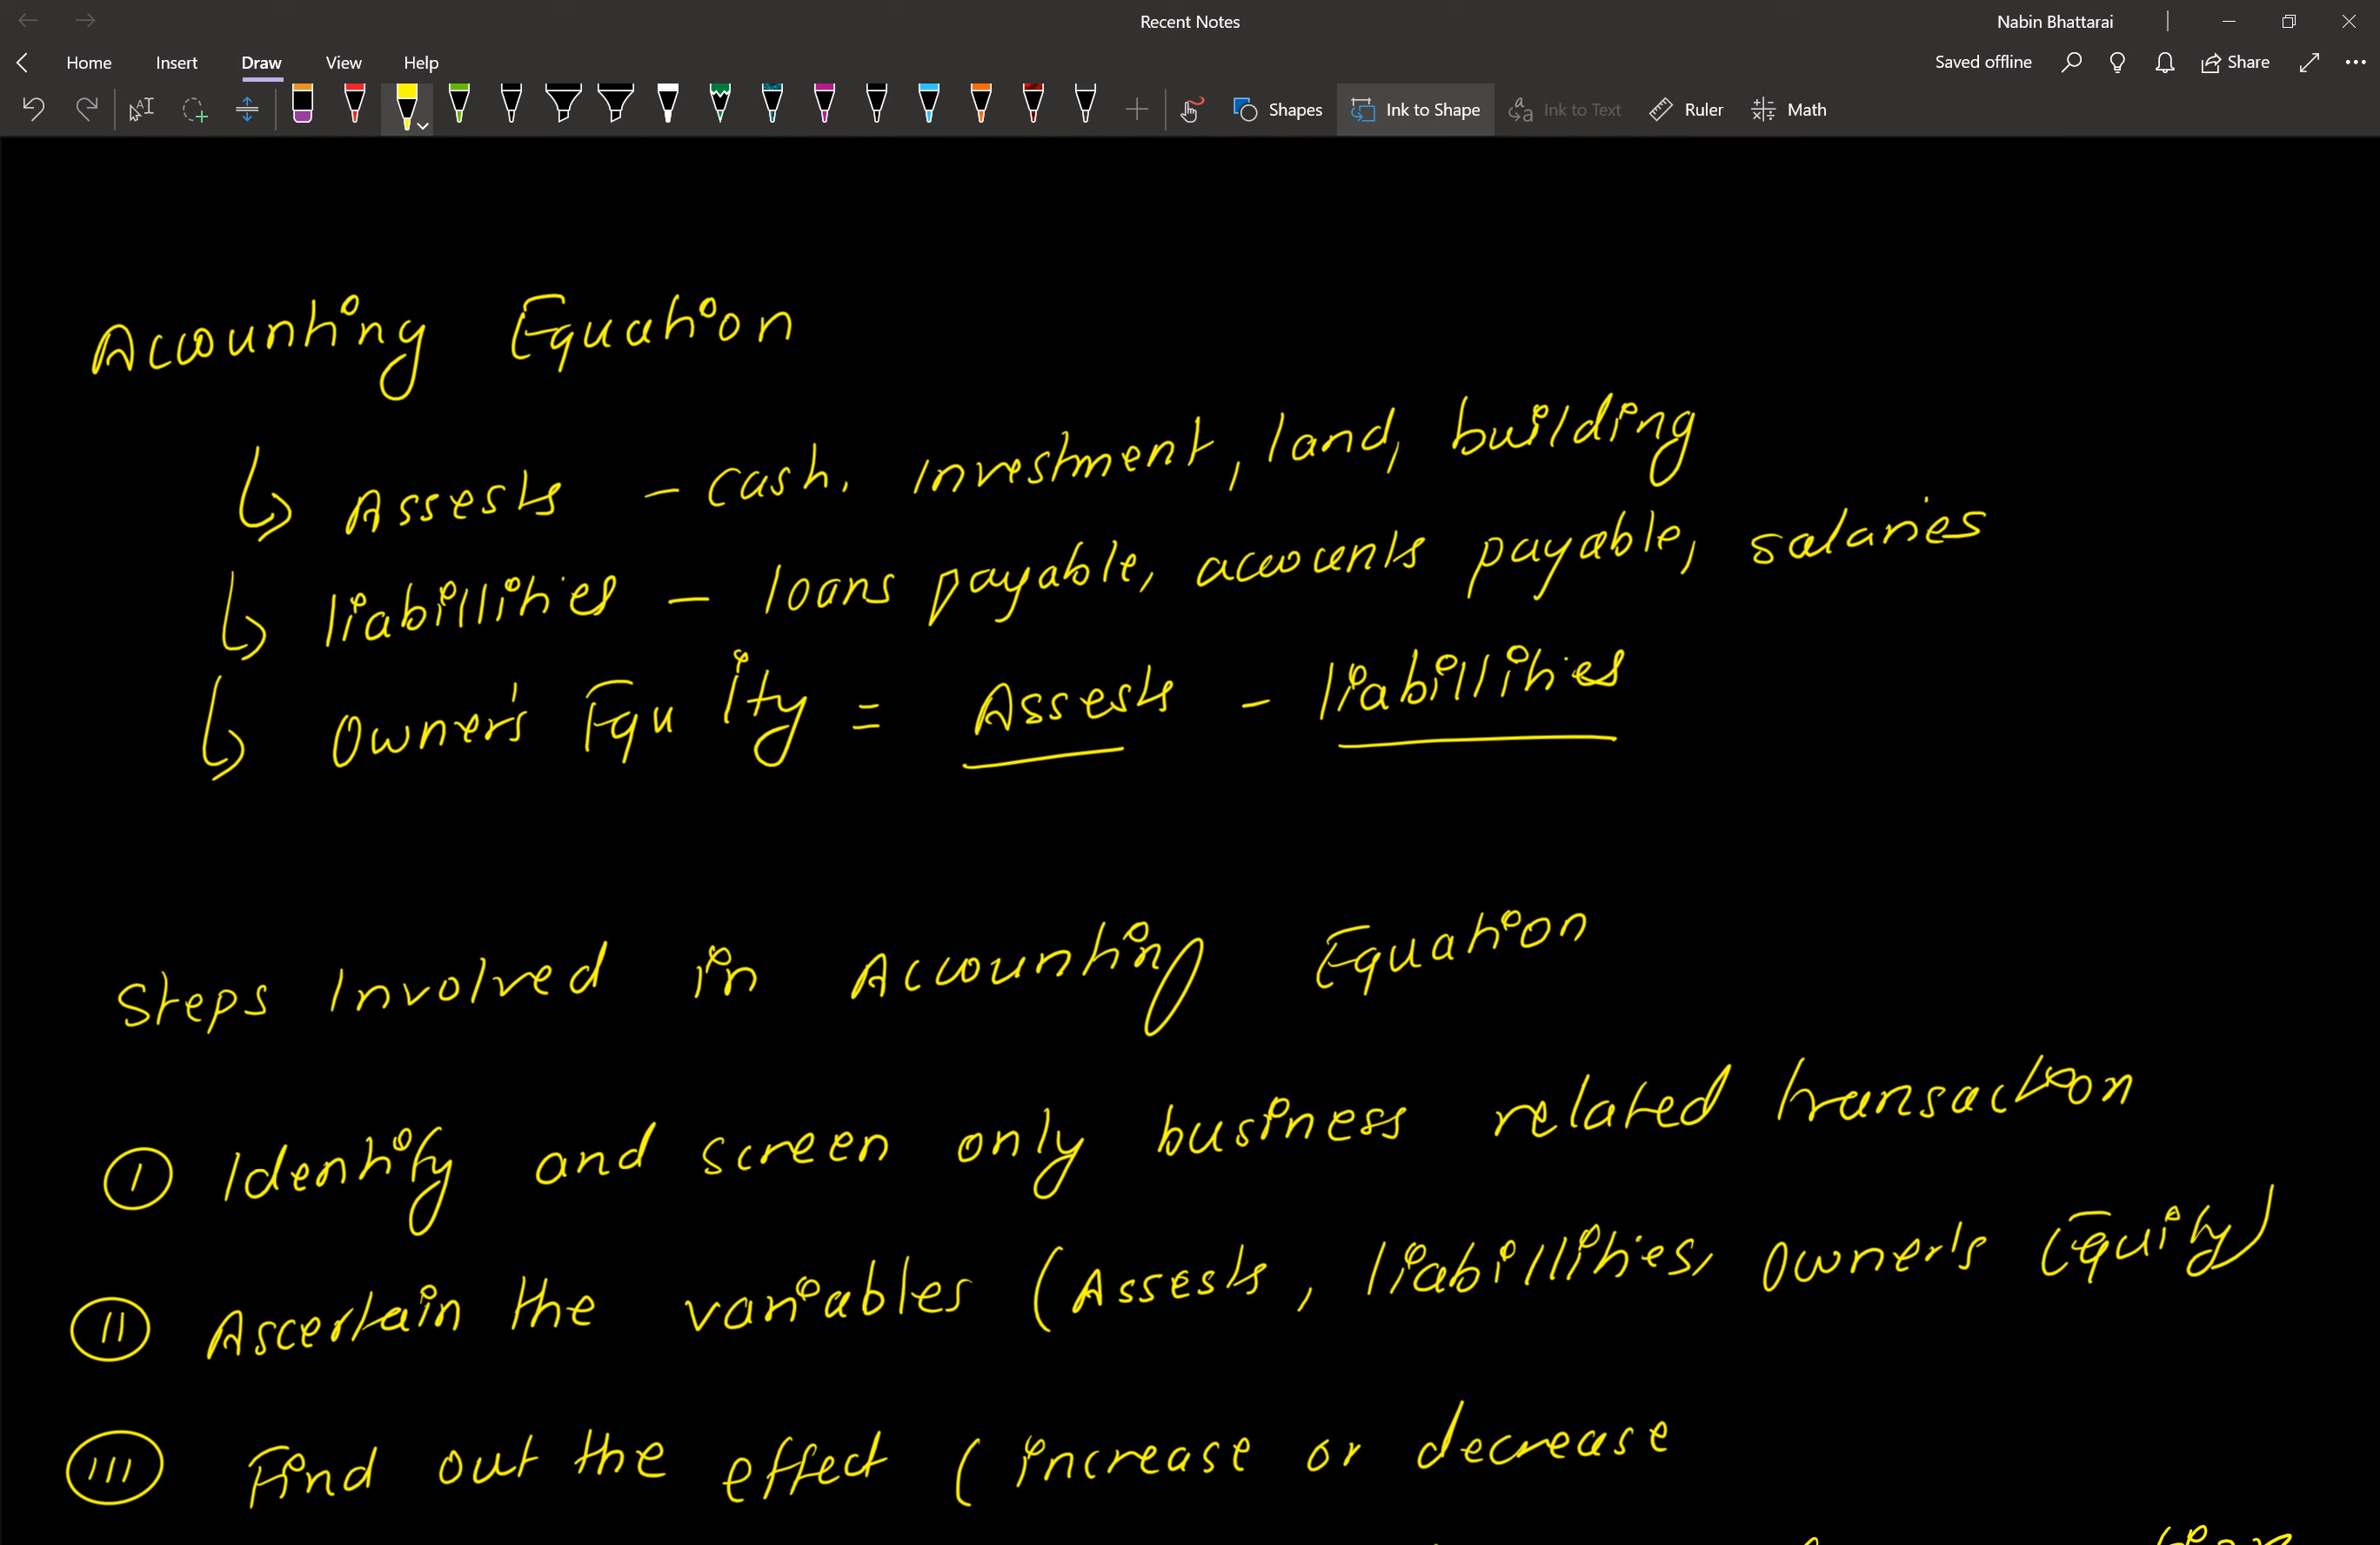 Recent Notes
Nabin Bhattarai
Home Insert Draw View Help
Saved offline
Share
Shapes Ink to Shape Ink to Text Ruler Math
Accounting Equation
Assests - cash, investment, land, building
liabillities - loans payable, accounts payable, salaries
Owner's Equity = Assests - liabillities
Steps Involved in Accounting Equation
I Identify and screen only business related transaction
II Ascertain the variables (Assests, liabillities, Owner's Equity)
III Find out the effect (increase or decrease